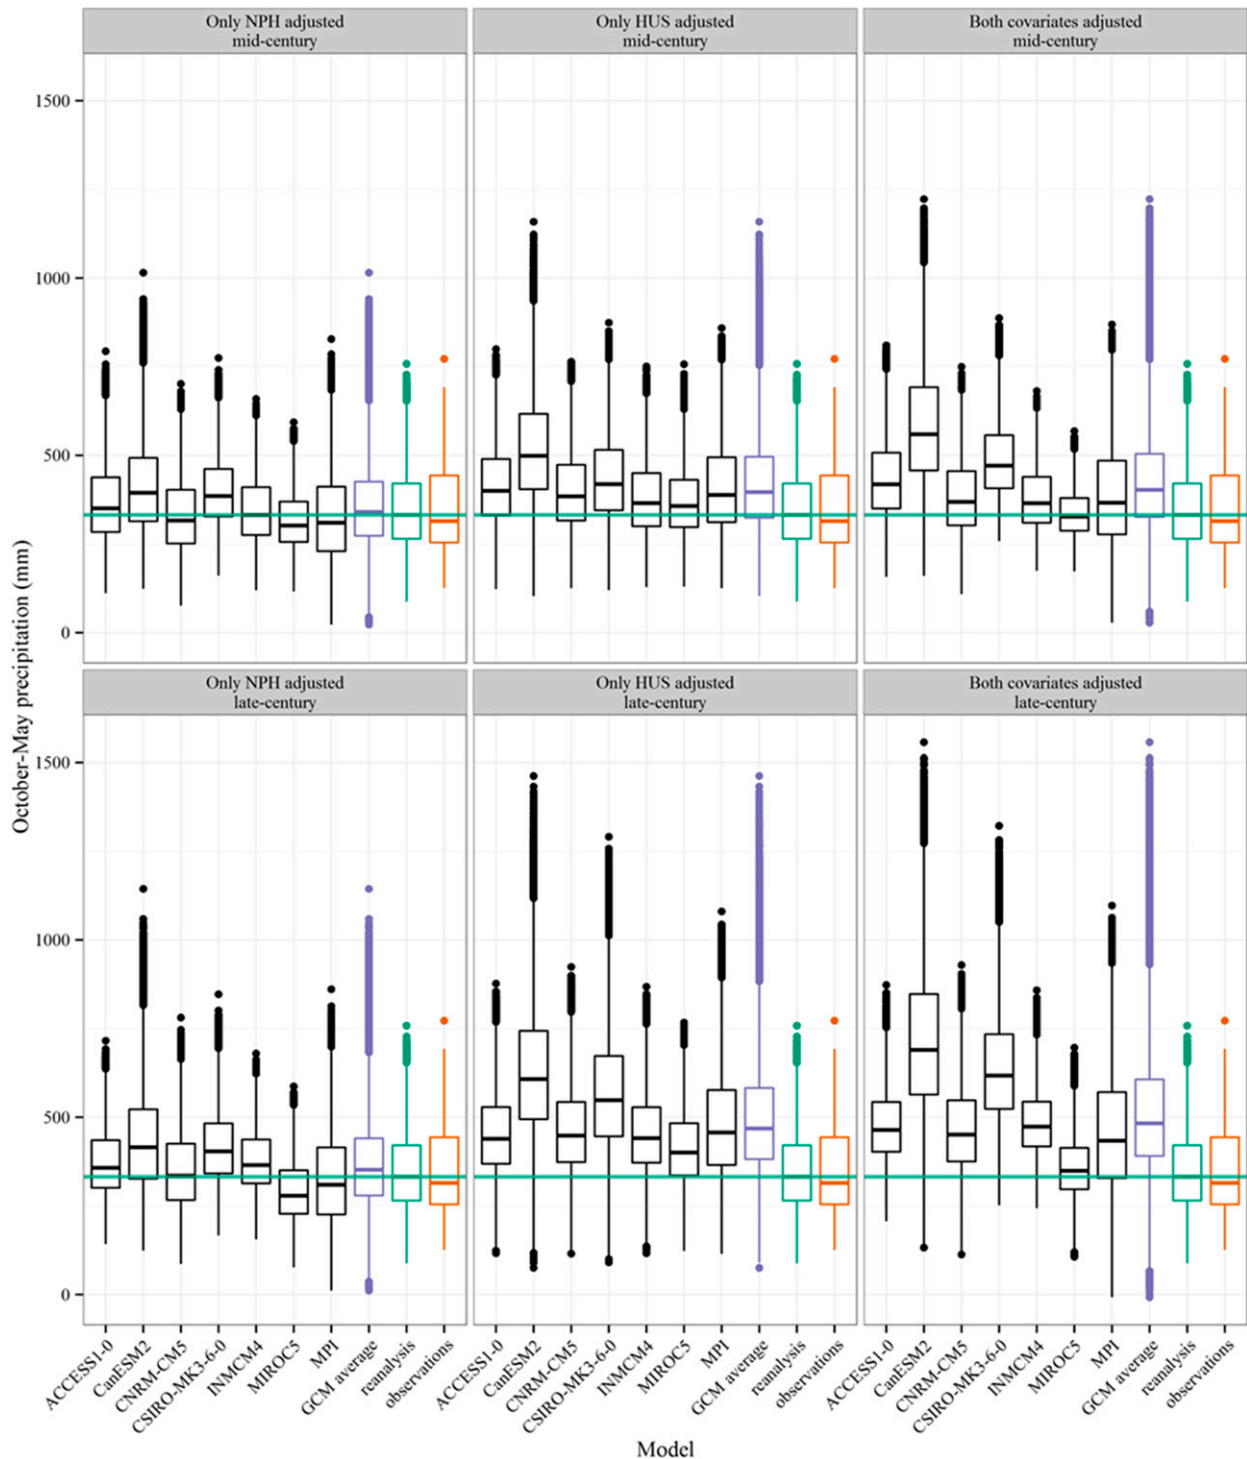 Only NPH adjusted
mid-century
Only HUS adjusted
mid-century
Both covariates adjusted
mid-century
1500
1000
500
0
Only NPH adjusted
late-century
Only HUS adjusted
late-century
Both covariates adjusted
late-century
1500
1000
500
0
October-May precipitation (mm)
ACCESS1-0
CanESM2
CNRM-CM5
CSIRO-MK3-6-0
INMCM4
MIROC5
MPI
GCM average
reanalysis
observations
ACCESS1-0
CanESM2
CNRM-CM5
CSIRO-MK3-6-0
INMCM4
MIROC5
MPI
GCM average
reanalysis
observations
ACCESS1-0
CanESM2
CNRM-CM5
CSIRO-MK3-6-0
INMCM4
MIROC5
MPI
GCM average
reanalysis
observations
Model